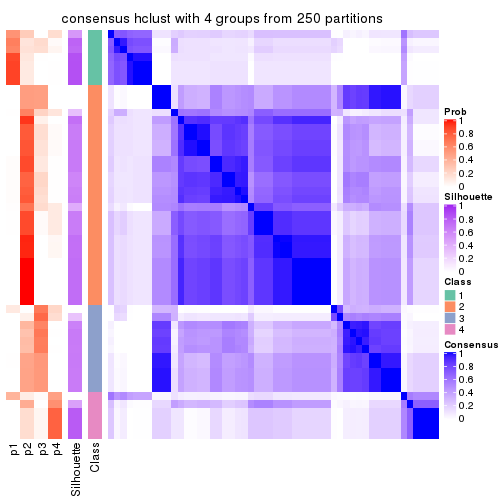 consensus hclust with 4 groups from 250 partitions
Prob
1
0.8
0.6
0.4
0.2
0
Silhouette
1
0.8
0.6
0.4
0.2
0
Class
1
2
3
4
Consensus
1
0.8
0.6
0.4
0.2
0
p1
p2
p3
p4
Silhouette
Class